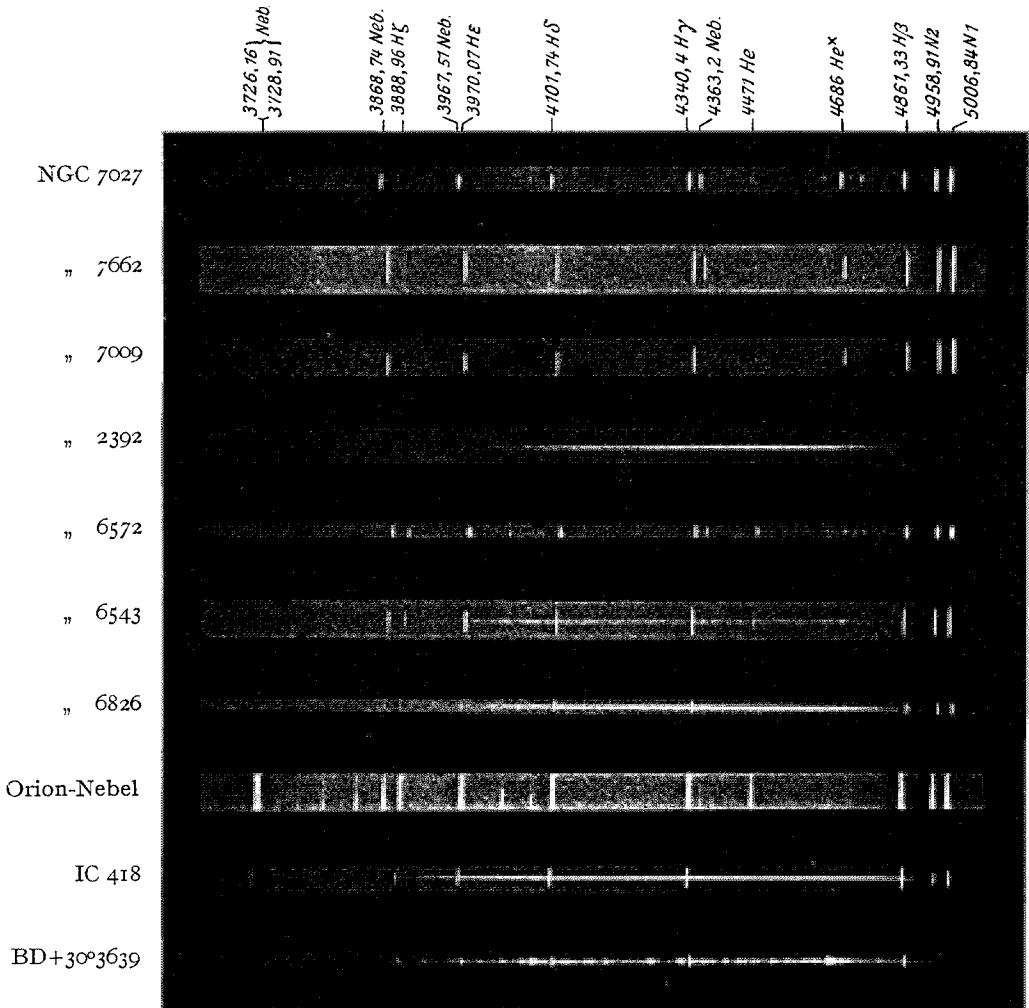 3726,16 } Neb.
3728,91
3868,74 Neb.
3888,96 Hζ
3967,51 Neb.
3970,07 Hε
4101,74 Hδ
4340,4 Hγ
4363,2 Neb.
4471 He
4686 He×
4861,33 Hβ
4958,91 N2
5006,84 N1
NGC 7027
„ 7662
„ 7009
„ 2392
„ 6572
„ 6543
„ 6826
Orion-Nebel
IC 418
BD+30°3639